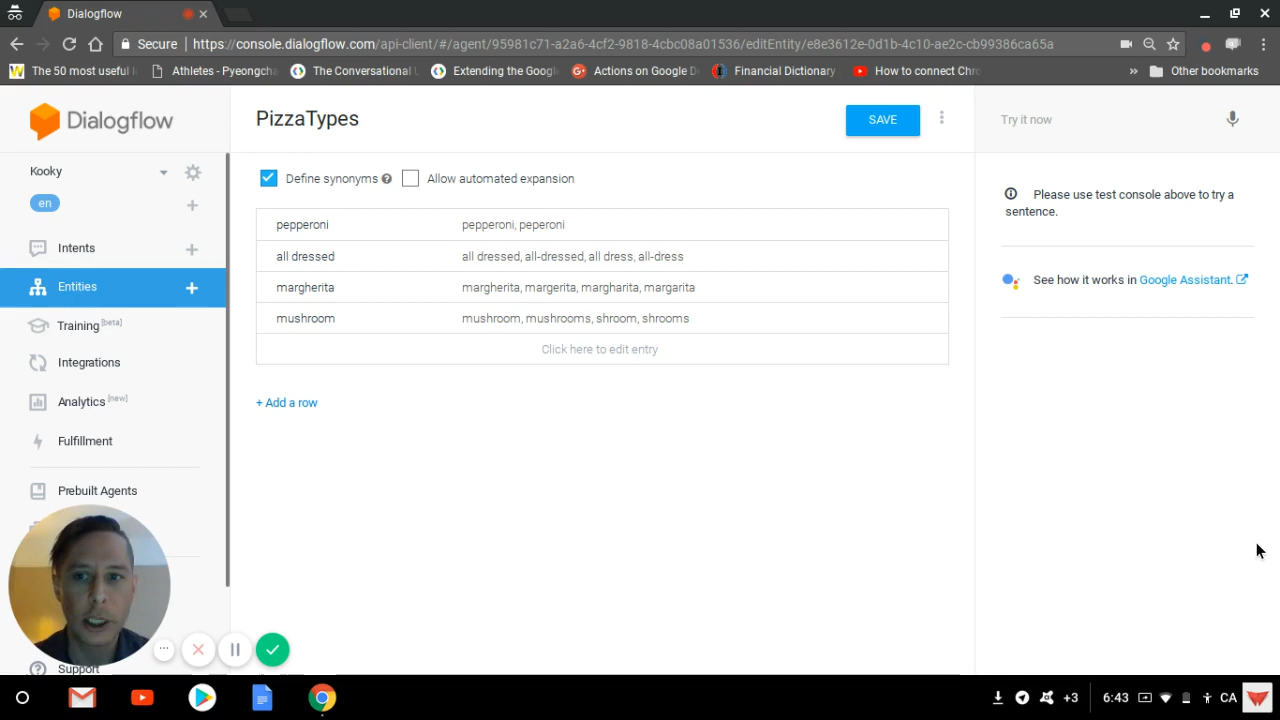 Dialogflow
Secure https://console.dialogflow.com/api-client/#/agent/95981c71-a2a6-4cf2-9818-4cbc08a01536/editEntity/e8e3612e-0d1b-4c10-ae2c-cb99386ca65a
The 50 most useful Athletes - Pyeongcha The Conversational Extending the Googl Actions on Google D Financial Dictionary How to connect Chro » Other bookmarks
Dialogflow
PizzaTypes
SAVE
Try it now
Kooky
en
Define synonyms
Allow automated expansion
Please use test console above to try a
sentence.
pepperoni pepperoni, peperoni
Intents
all dressed all dressed, all-dressed, all dress, all-dress
See how it works in Google Assistant.
Entities
margherita margherita, margerita, margharita, margarita
Training [beta]
mushroom mushroom, mushrooms, shroom, shrooms
Click here to edit entry
Integrations
Analytics [new]
+ Add a row
Fulfillment
Prebuilt Agents
Support
+3 6:43 CA